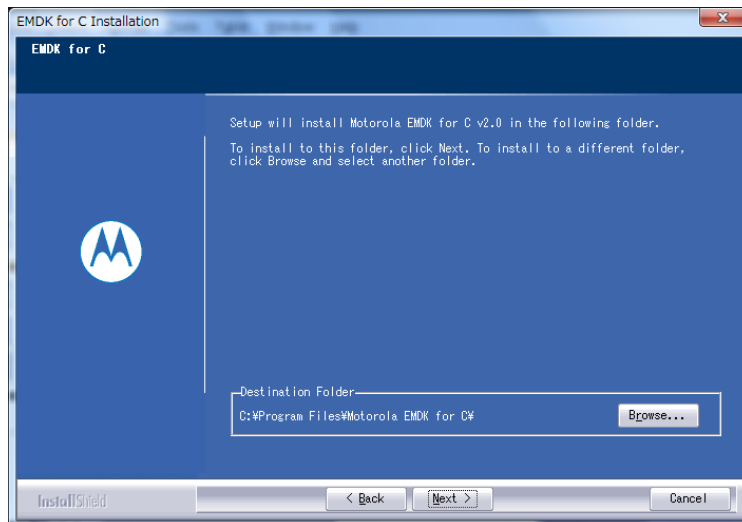 EMDK for C Installation
EMDK for C
Setup will install Motorola EMDK for C v2.0 in the following folder.
To install to this folder, click Next. To install to a different folder,
click Browse and select another folder.
Destination Folder
C:¥Program Files¥Motorola EMDK for C¥
Browse...
InstallShield
< Back
Next >
Cancel